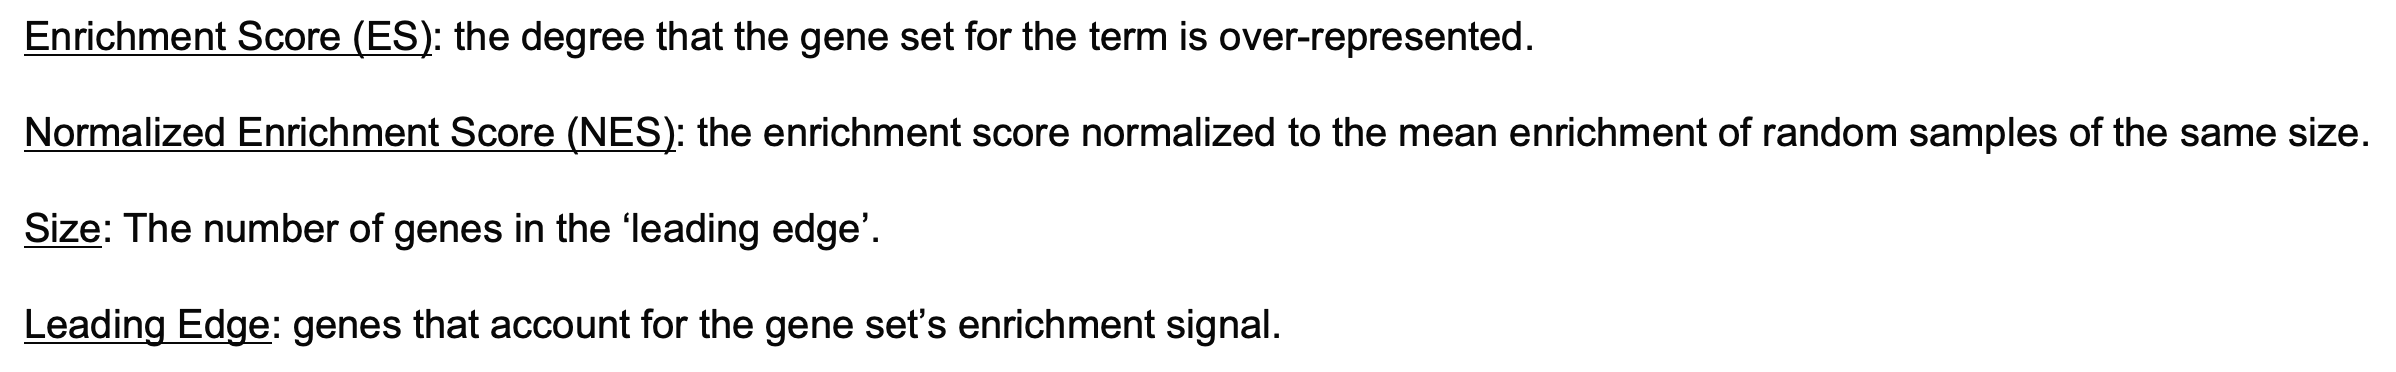 Enrichment Score (ES): the degree that the gene set for the term is over-represented.
Normalized Enrichment Score (NES): the enrichment score normalized to the mean enrichment of random samples of the same size.
Size: The number of genes in the ‘leading edge’.
Leading Edge: genes that account for the gene set’s enrichment signal.